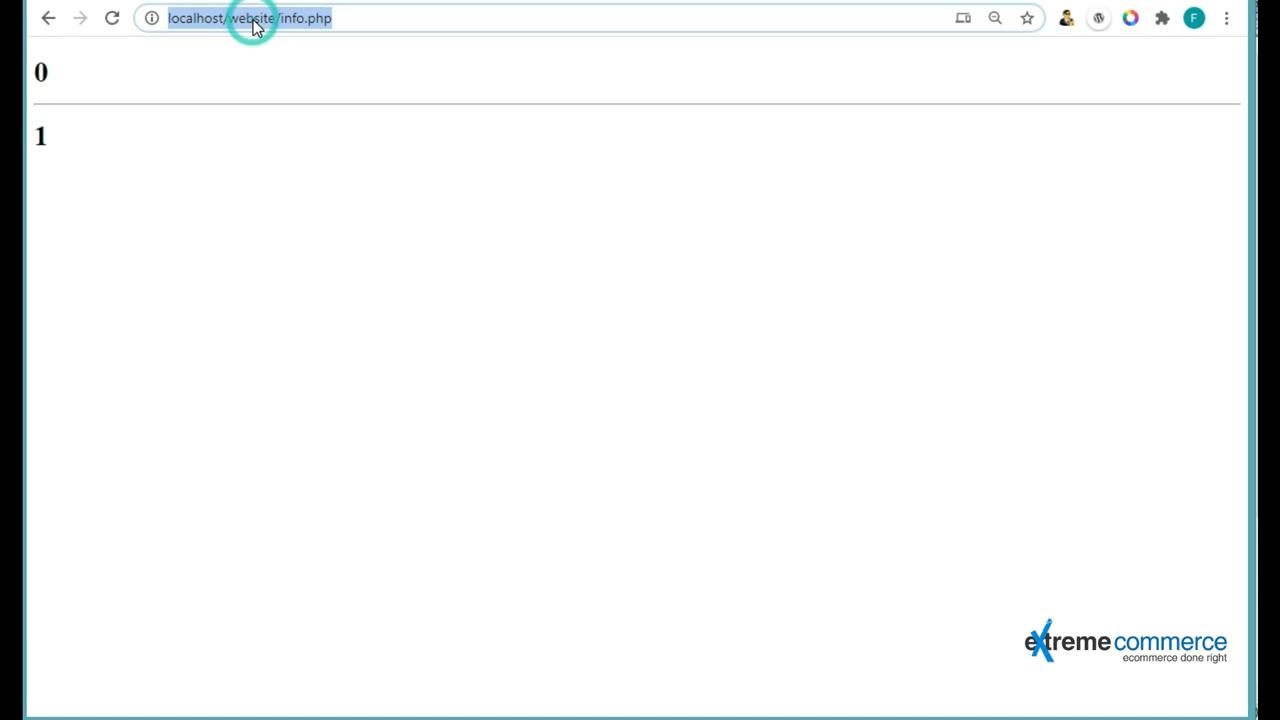 localhost/website/info.php
F
0
1
extreme commerce
ecommerce done right